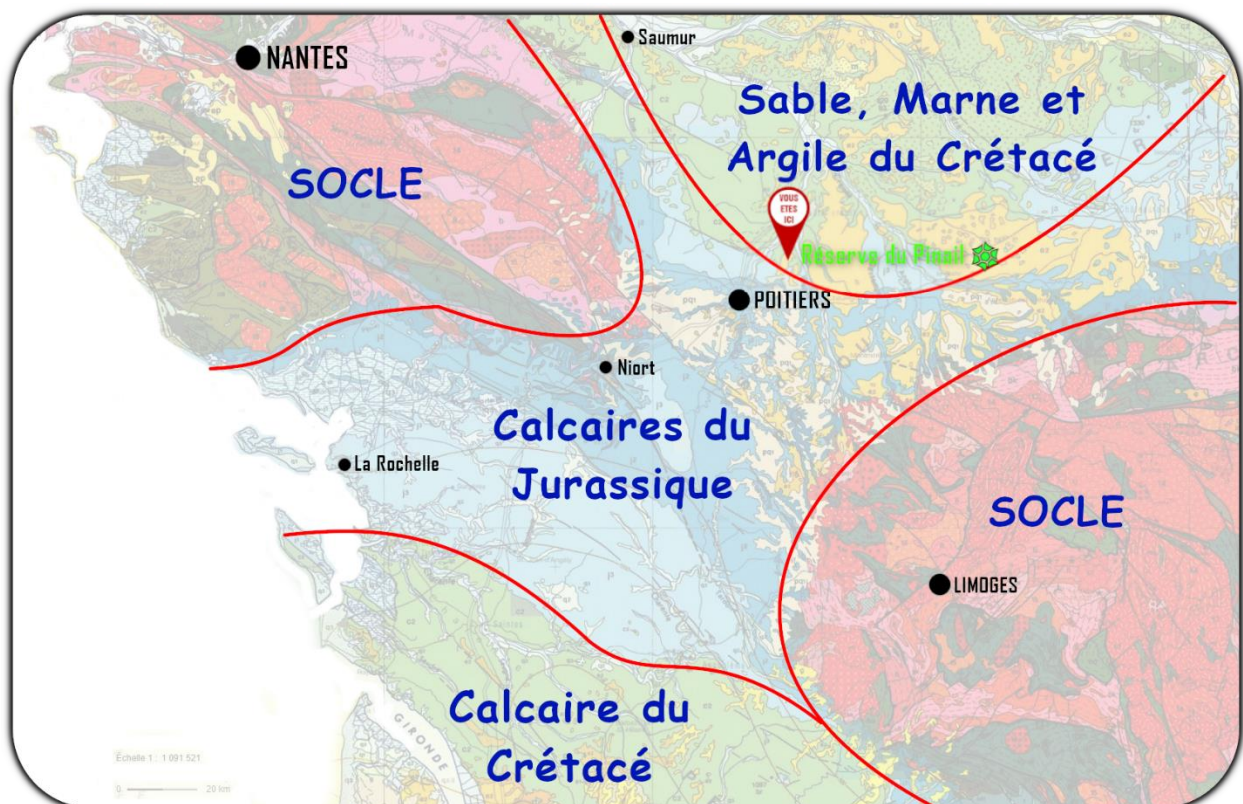 NANTES
Saumur
Sable, Marne et
Argile du Crétacé
SOCLE
VOUS
ETES
ICI
Réserve du Pinail
POITIERS
Niort
Calcaires du
Jurassique
La Rochelle
SOCLE
LIMOGES
Calcaire du
Crétacé
GIRONDE
Échelle 1 : 1 091 521
0 20 km